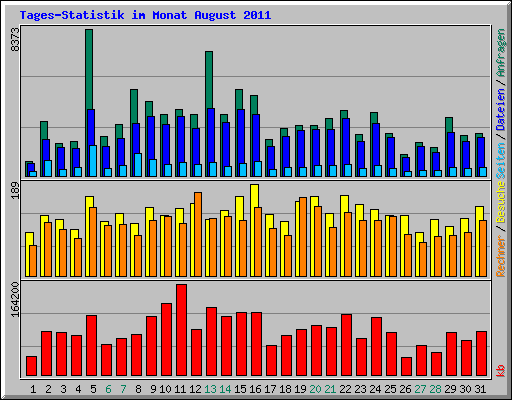 Tages-Statistik im Monat August 2011
8373
189
164200
Seiten / Dateien / Anfragen
Rechner / Besuche
kb
1 2 3 4 5 6 7 8 9 10 11 12 13 14 15 16 17 18 19 20 21 22 23 24 25 26 27 28 29 30 31